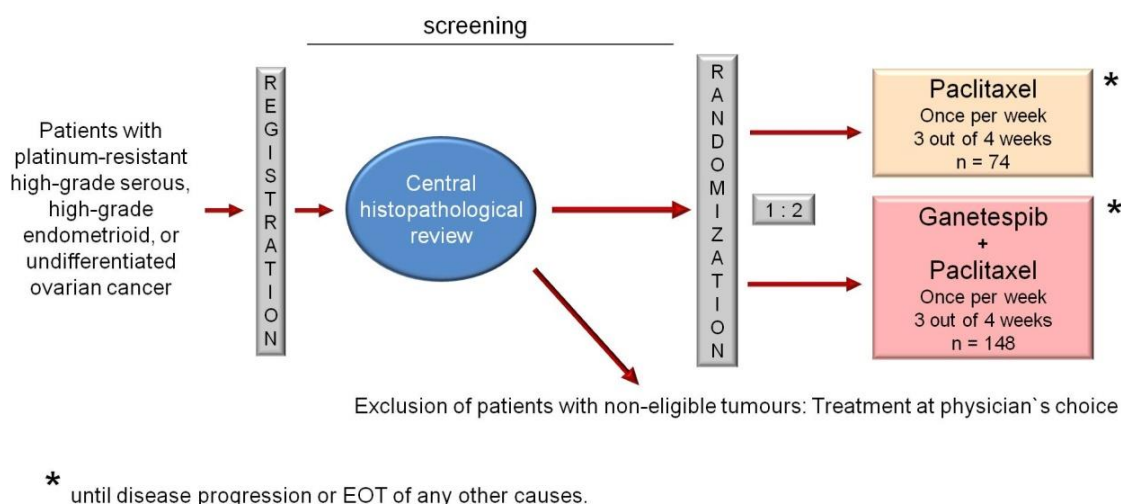 screening
Patients with
platinum-resistant
high-grade serous,
high-grade
endometrioid, or
undifferentiated
ovarian cancer
REGISTRATION
Central
histopathological
review
RANDOMIZATION
1 : 2
Paclitaxel
Once per week
3 out of 4 weeks
n = 74
*
Ganetespib
+
Paclitaxel
Once per week
3 out of 4 weeks
n = 148
*
Exclusion of patients with non-eligible tumours: Treatment at physician`s choice
* until disease progression or EOT of any other causes.